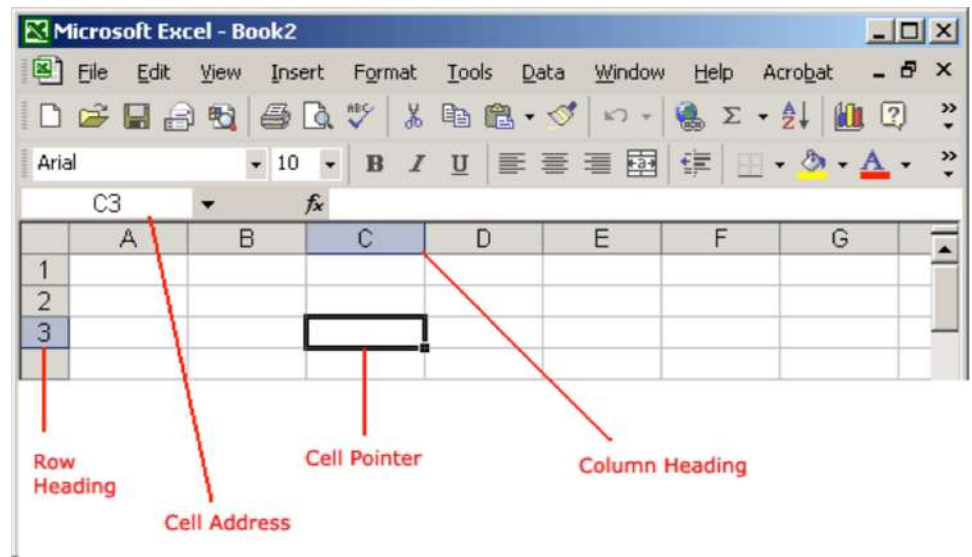 Microsoft Excel - Book2
File Edit View Insert Format Tools Data Window Help Acrobat
ABC Σ A Z ?
Arial 10 B I U a A
C3 fx
A B C D E F G
1
2
3
Row
Heading
Cell Pointer
Column Heading
Cell Address